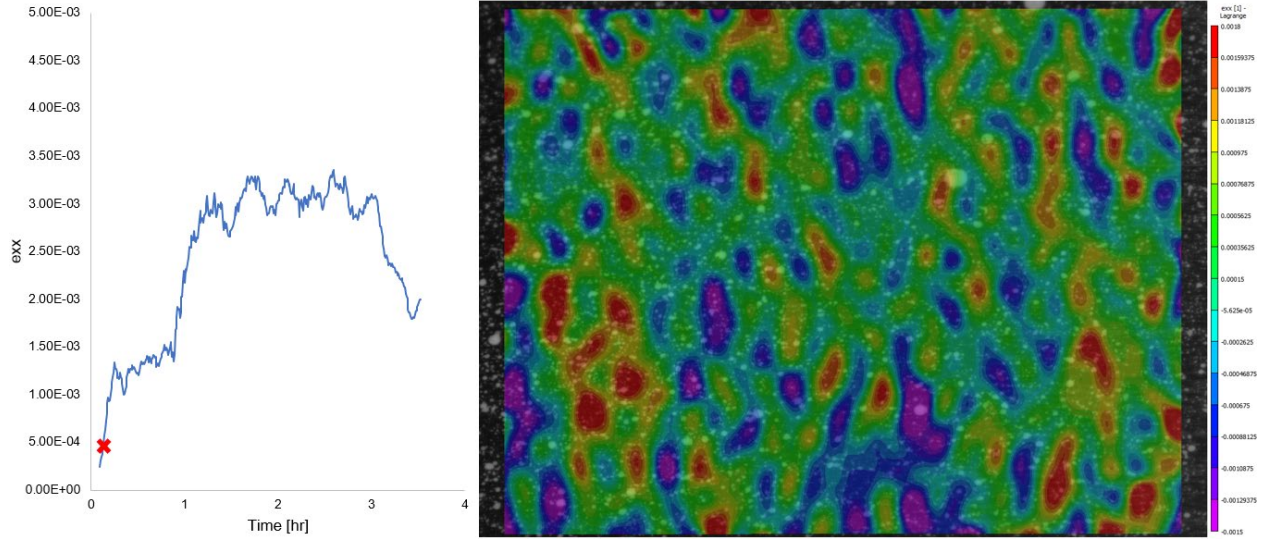 5.00E-03
4.50E-03
4.00E-03
3.50E-03
3.00E-03
2.50E-03
2.00E-03
1.50E-03
1.00E-03
5.00E-04
0.00E+00
exx
0 1 2 3 4
Time [hr]
exx [1] -
Lagrange
0.0018
0.00159375
0.0013875
0.00118125
0.000975
0.00076875
0.0005625
0.00035625
0.00015
-5.625e-05
-0.0002625
-0.00046875
-0.000675
-0.00088125
-0.0010875
-0.00129375
-0.0015